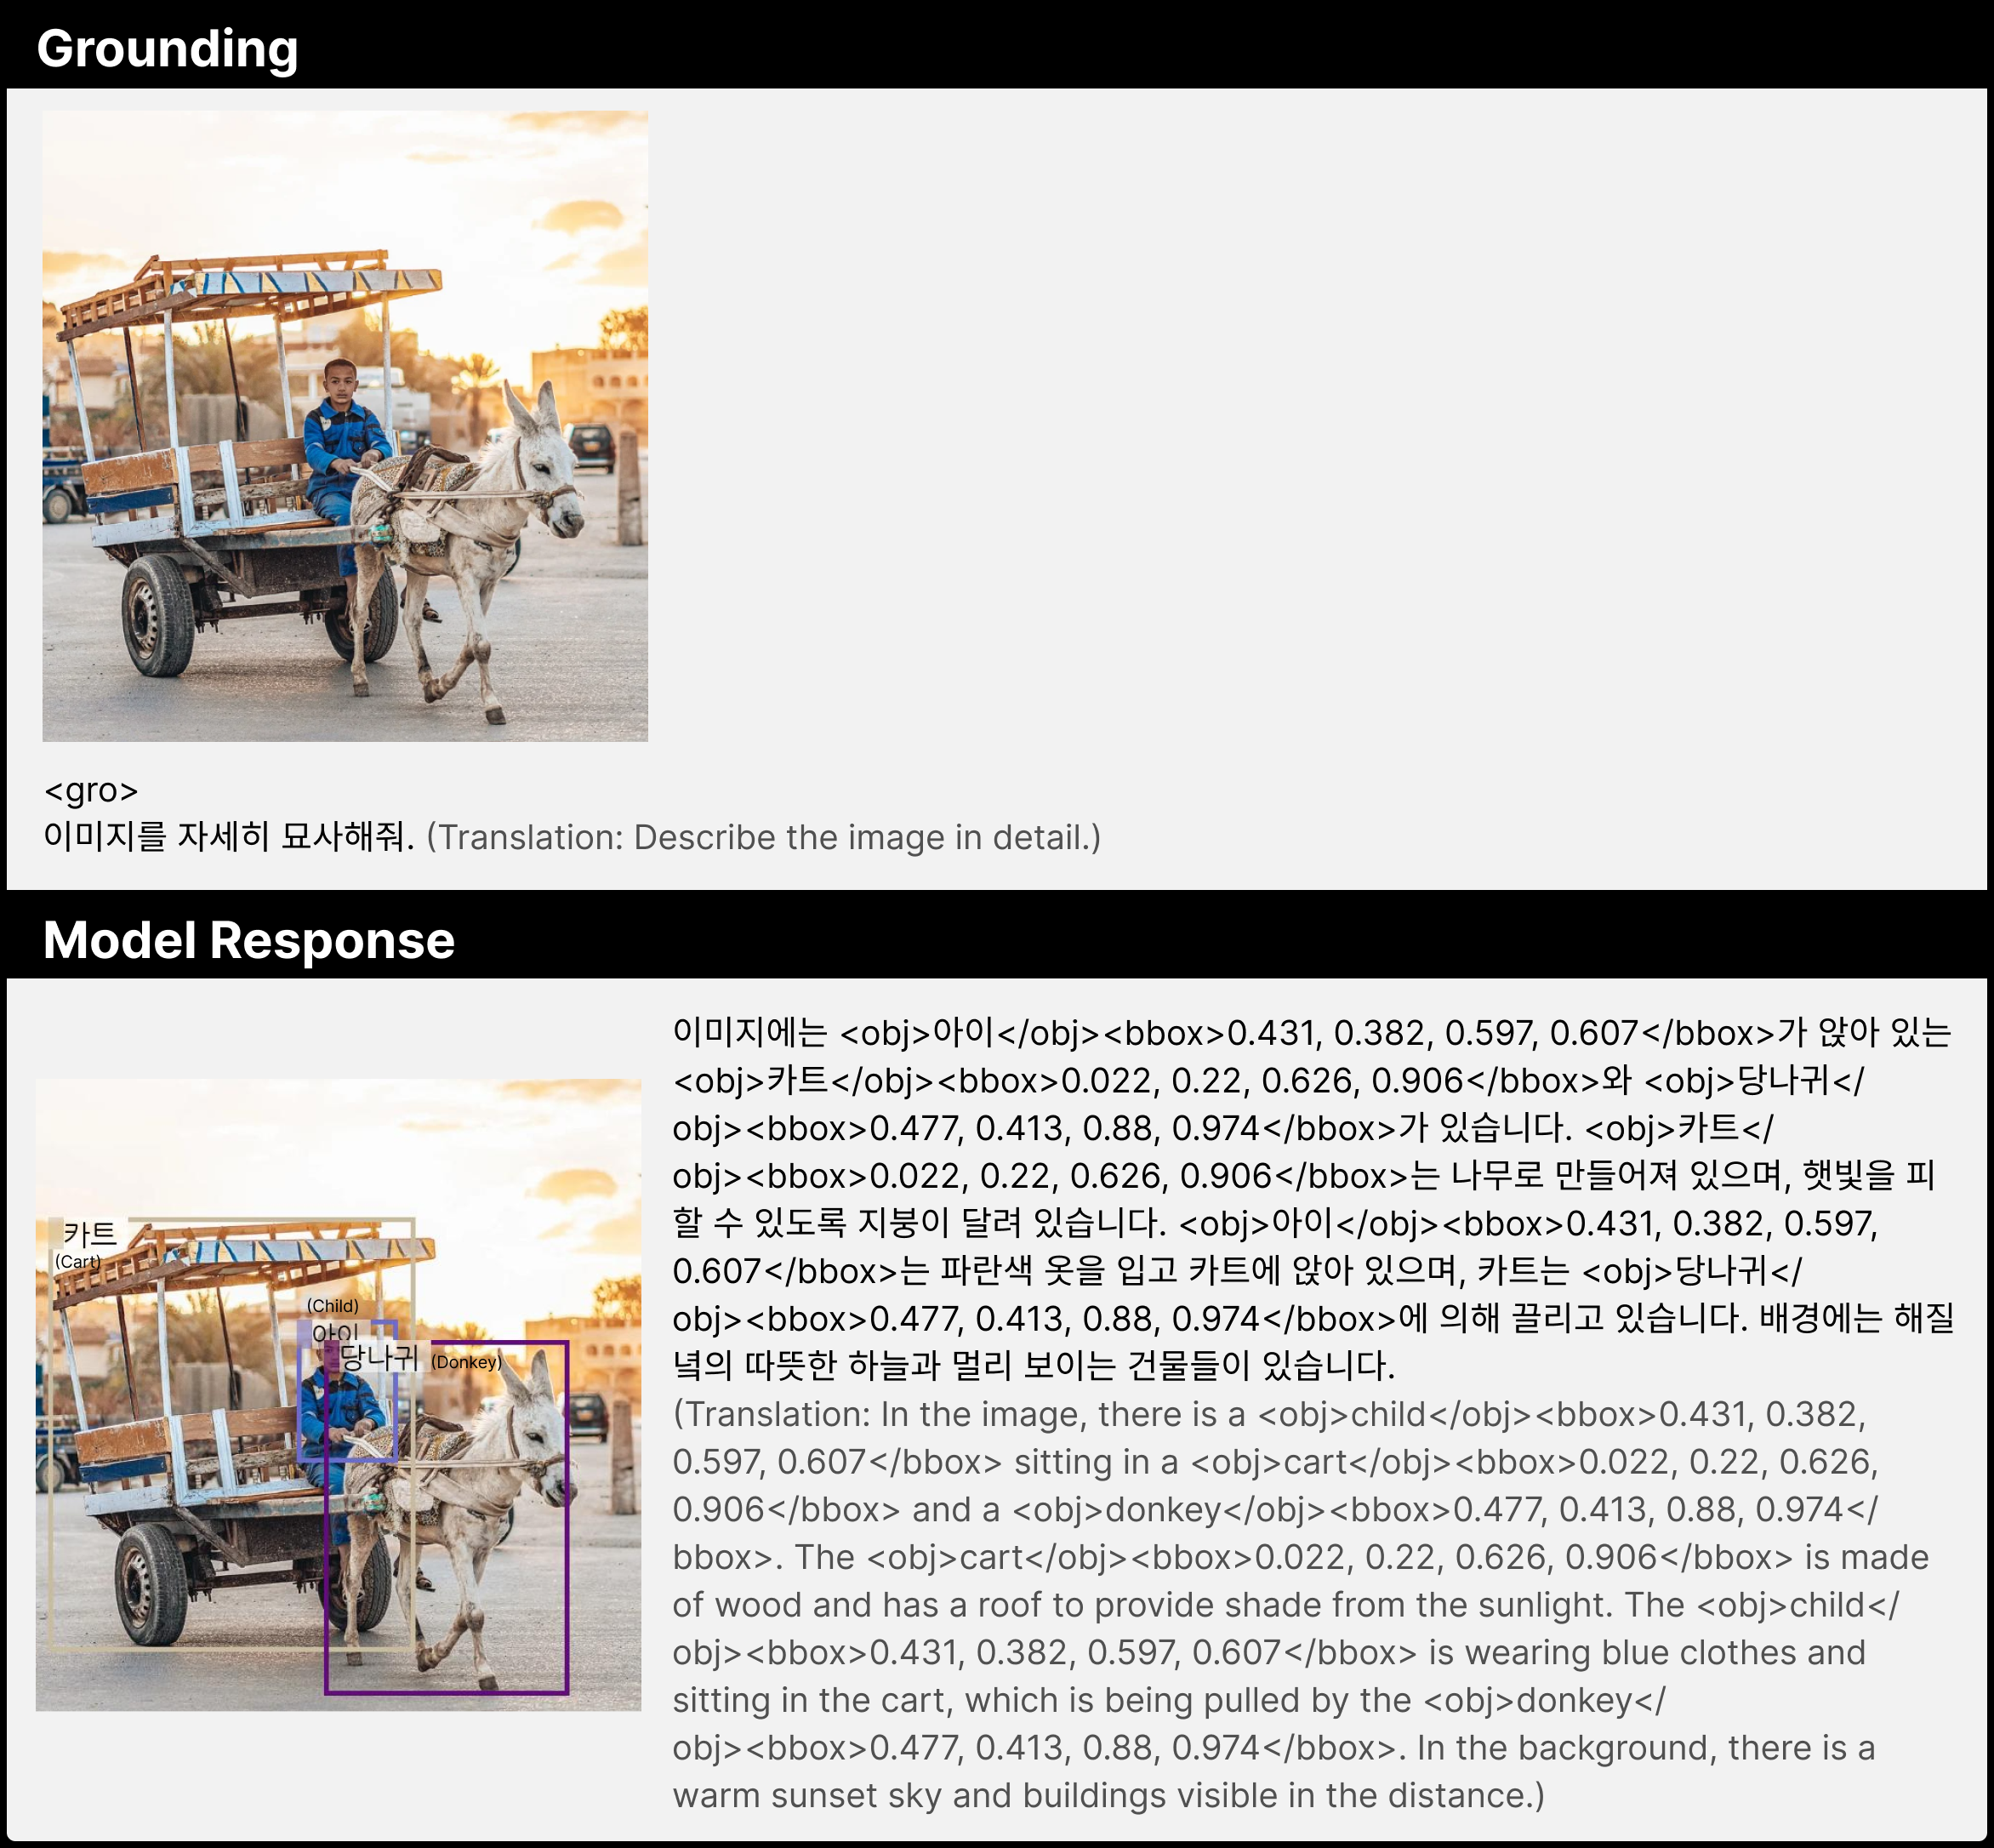 Grounding
<gro>
이미지를 자세히 묘사해줘. (Translation: Describe the image in detail.)
Model Response
카트
(Cart)
(Child)
아이
당나귀 (Donkey)
이미지에는 <obj>아이</obj><bbox>0.431, 0.382, 0.597, 0.607</bbox>가 앉아 있는
<obj>카트</obj><bbox>0.022, 0.22, 0.626, 0.906</bbox>와 <obj>당나귀</
obj><bbox>0.477, 0.413, 0.88, 0.974</bbox>가 있습니다. <obj>카트</
obj><bbox>0.022, 0.22, 0.626, 0.906</bbox>는 나무로 만들어져 있으며, 햇빛을 피
할 수 있도록 지붕이 달려 있습니다. <obj>아이</obj><bbox>0.431, 0.382, 0.597,
0.607</bbox>는 파란색 옷을 입고 카트에 앉아 있으며, 카트는 <obj>당나귀</
obj><bbox>0.477, 0.413, 0.88, 0.974</bbox>에 의해 끌리고 있습니다. 배경에는 해질
녘의 따뜻한 하늘과 멀리 보이는 건물들이 있습니다.
(Translation: In the image, there is a <obj>child</obj><bbox>0.431, 0.382,
0.597, 0.607</bbox> sitting in a <obj>cart</obj><bbox>0.022, 0.22, 0.626,
0.906</bbox> and a <obj>donkey</obj><bbox>0.477, 0.413, 0.88, 0.974</
bbox>. The <obj>cart</obj><bbox>0.022, 0.22, 0.626, 0.906</bbox> is made
of wood and has a roof to provide shade from the sunlight. The <obj>child</
obj><bbox>0.431, 0.382, 0.597, 0.607</bbox> is wearing blue clothes and
sitting in the cart, which is being pulled by the <obj>donkey</
obj><bbox>0.477, 0.413, 0.88, 0.974</bbox>. In the background, there is a
warm sunset sky and buildings visible in the distance.)